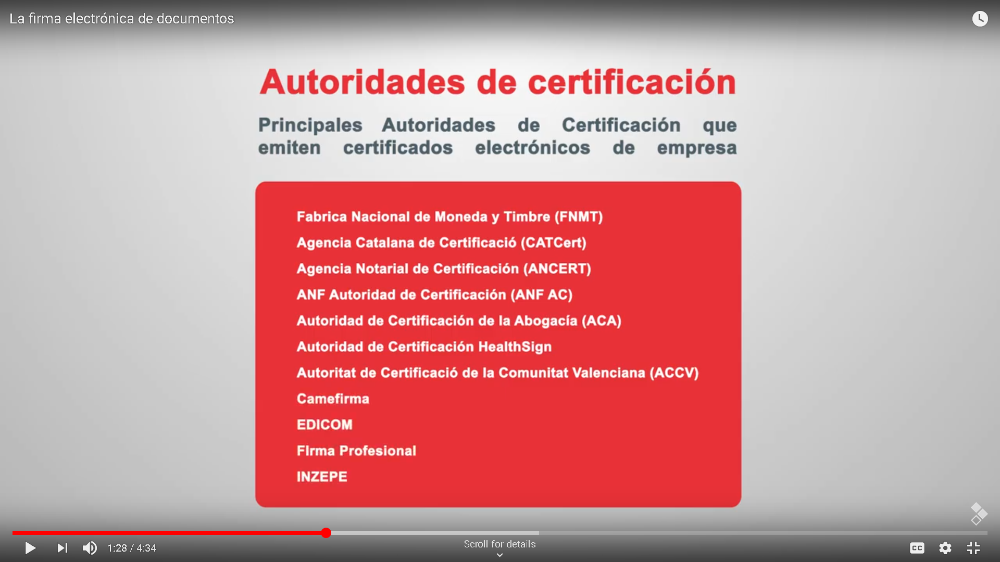 La firma electrónica de documentos
Autoridades de certificación
Principales Autoridades de Certificación que
emiten certificados electrónicos de empresa
Fabrica Nacional de Moneda y Timbre (FNMT)
Agencia Catalana de Certificació (CATCert)
Agencia Notarial de Certificación (ANCERT)
ANF Autoridad de Certificación (ANF AC)
Autoridad de Certificación de la Abogacía (ACA)
Autoridad de Certificación HealthSign
Autoritat de Certificació de la Comunitat Valenciana (ACCV)
Camefirma
EDICOM
FIrma Profesional
INZEPE
1:28 / 4:34
Scroll for details
CC